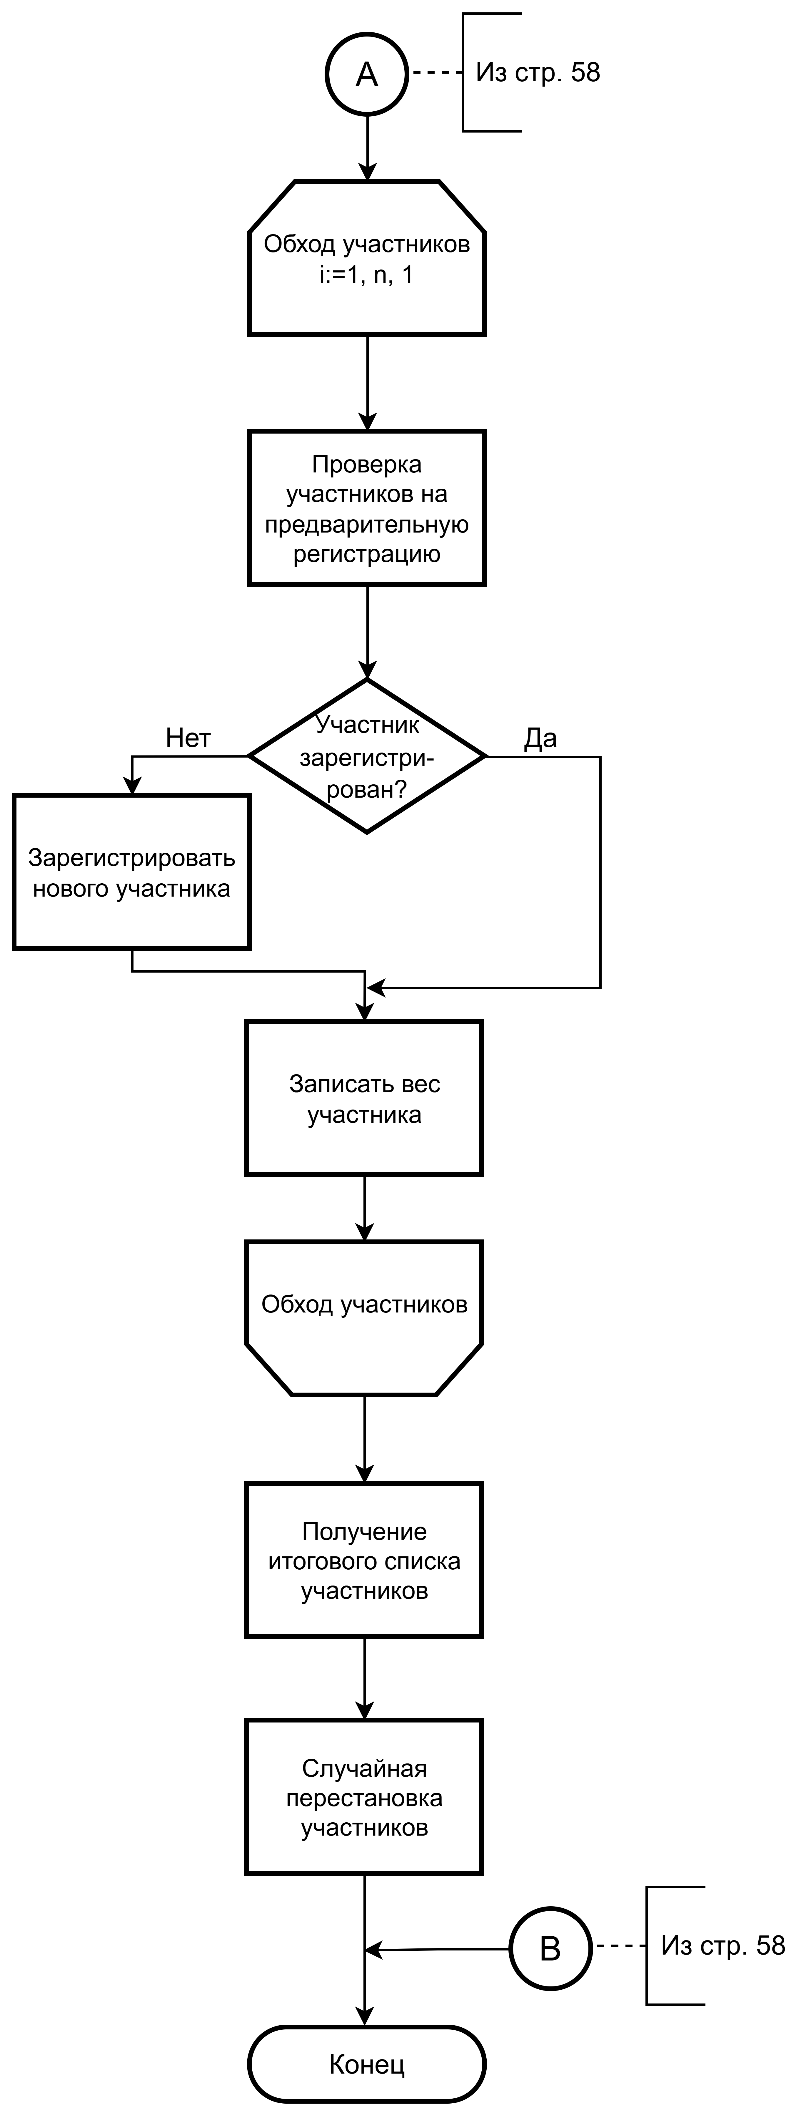 A
Из стр. 58
Обход участников
i:=1, n, 1
Проверка
участников на
предварительную
регистрацию
Участник
зарегистри-
рован?
Нет
Да
Зарегистрировать
нового участника
Записать вес
участника
Обход участников
Получение
итогового списка
участников
Случайная
перестановка
участников
B
Из стр. 58
Конец